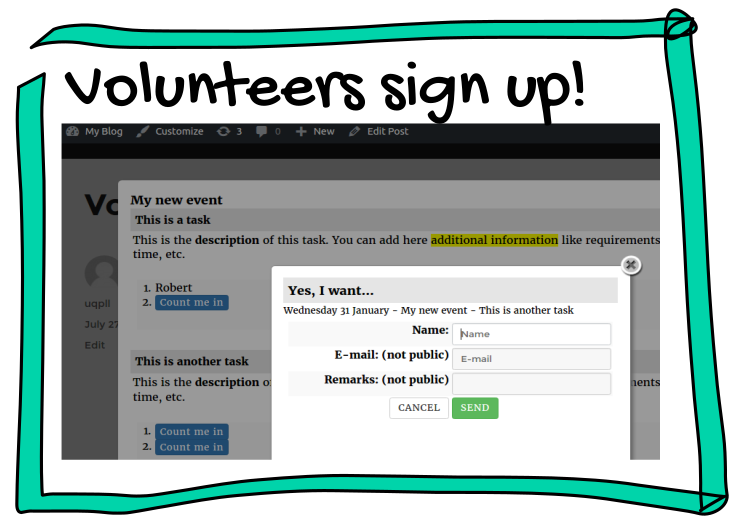 Volunteers sign up!
My Blog Customize 3 0 New Edit Post
Vo
My new event
This is a task
This is the description of this task. You can add here additional information like requirements
time, etc.
1. Robert
2. Count me in
uqpll
July 27
Edit
This is another task
This is the description o
ents
time, etc.
1. Count me in
2. Count me in
Yes, I want...
Wednesday 31 January - My new event - This is another task
Name: Name
E-mail: (not public) E-mail
Remarks: (not public)
CANCEL SEND